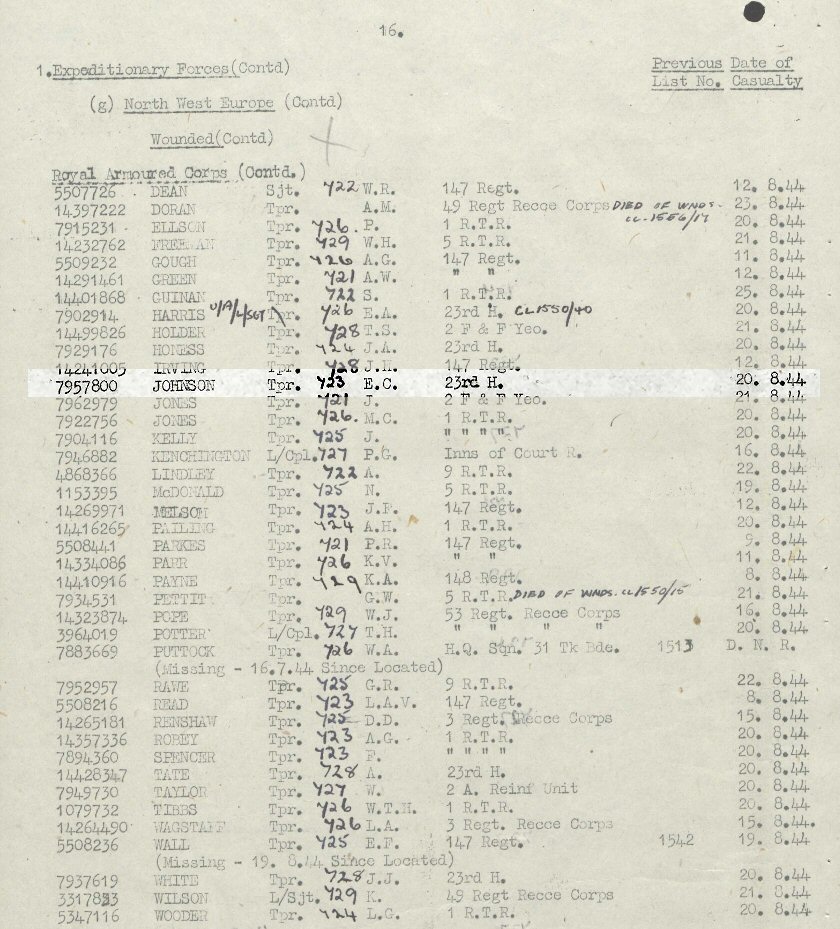 16.
1.Expeditionary Forces(Contd) Previous Date of
List No. Casualty
(g) North West Europe (Contd)
Wounded(Contd)
Royal Armoured Corps (Contd.)
5507726 DEAN Sjt. Y22 W.R. 147 Regt. 12. 8.44
14397222 DORAN Tpr. A.M. 49 Regt Recce Corps DIED OF WNDS. CL.1556/17 23. 8.44
7915231 ELLSON Tpr. Y26. P. 1 R.T.R. 20. 8.44
14232762 FREEMAN Tpr. Y29 W.H. 5 R.T.R. 21. 8.44
5509232 GOUGH Tpr. Y26 A.G. 147 Regt. 11. 8.44
14291461 GREEN Tpr. Y21 A.W. " " 12. 8.44
14401868 GUINAN Tpr. Y22 S. 1 R.T.R. 25. 8.44
7902914 HARRIS U/A/L/SGT Tpr. Y26 E.A. 23rd H. CL1550/40 20. 8.44
14499826 HOLDER Tpr. Y28 T.S. 2 F & F Yeo. 21. 8.44
7929176 HONESS Tpr. Y24 J.A. 23rd H. 20. 8.44
14241005 IRVING Tpr. Y28 J.H. 147 Regt. 12. 8.44
7957800 JOHNSON Tpr. Y23 E.C. 23rd H. 20. 8.44
7962979 JONES Tpr. Y21 J. 2 F & F Yeo. 21. 8.44
7922756 JONES Tpr. Y26. M.C. 1 R.T.R. 20. 8.44
7904116 KELLY Tpr. Y25 J. " " " " 20. 8.44
7946882 KENCHINGTON L/Cpl. Y27 P.G. Inns of Court R. 16. 8.44
4868366 LINDLEY Tpr. Y22 A. 9 R.T.R. 22. 8.44
1153395 McDONALD Tpr. Y25 N. 5 R.T.R. 19. 8.44
14269971 Tpr. Y23 J.F. 147 Regt. 12. 8.44
14416265 PAILING Tpr. Y24 A.H. 1 R.T.R. 20. 8.44
5508441 PARKES Tpr. Y21 P.R. 147 Regt. 9. 8.44
14334086 PARR Tpr. Y26 K.V. " " 11. 8.44
14410916 PAYNE Tpr. Y29 K.A. 148 Regt. 8. 8.44
7934531 PETTIT Tpr. G.W. 5 R.T.R. DIED OF WNDS. CL1550/15 21. 8.44
14323874 POPE Tpr. Y29 W.J. 53 Regt. Recce Corps 16. 8.44
3964019 POTTER L/Cpl. Y27 T.H. " " " " 20. 8.44
7883669 PUTTOCK Tpr. Y26 W.A. H.Q. Sqn. 31 Tk Bde. 1513 D. N. R.
(Missing - 16.7.44 Since Located)
7952957 RAWE Tpr. Y25 G.R. 9 R.T.R. 22. 8.44
5508216 READ Tpr. Y23 L.A.V. 147 Regt. 8. 8.44
14265181 RENSHAW Tpr. Y25 D.D. 3 Regt. Recce Corps 15. 8.44
14357336 ROBEY Tpr. Y23 A.G. 1 R.T.R. 20. 8.44
7894360 SPENCER Tpr. Y23 F. " " " " 20. 8.44
14428347 TATE Tpr. Y28 A. 23rd H. 20. 8.44
7949730 TAYLOR Tpr. Y27 W. 2 A. Reinf Unit 20. 8.44
1079732 TIBBS Tpr. Y26 W.T.H. 1 R.T.R. 20. 8.44
14264490 WAGSTAFF Tpr. Y26 L.A. 3 Regt. Recce Corps 15. 8.44.
5508236 WALL Tpr. Y25 E.F. 147 Regt. 1542 19. 8.44
(Missing - 19. 8.44 Since Located)
7937619 WHITE Tpr. Y28 J.J. 23rd H. 20. 8.44
WILSON L/Sjt. Y29 K. 49 Regt Recce Corps 21. 8.44
5347116 WOODER Tpr. Y24 L.G. 1 R.T.R. 20. 8.44